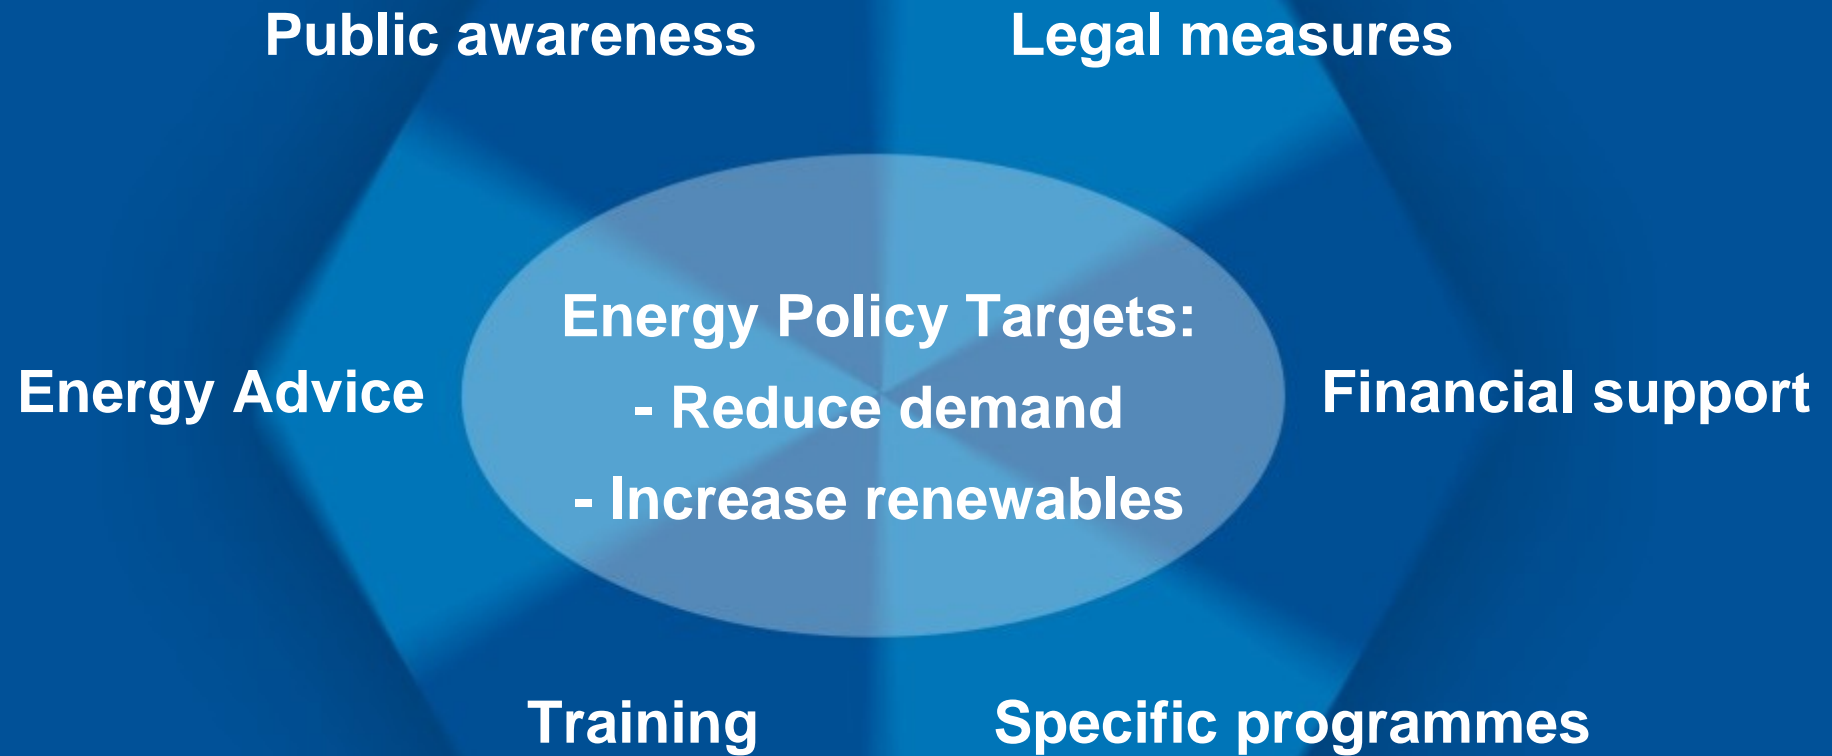 Public awareness
Legal measures
Energy Policy Targets:
Energy Advice
- Reduce demand
Financial support
- Increase renewables
Training
Specific programmes